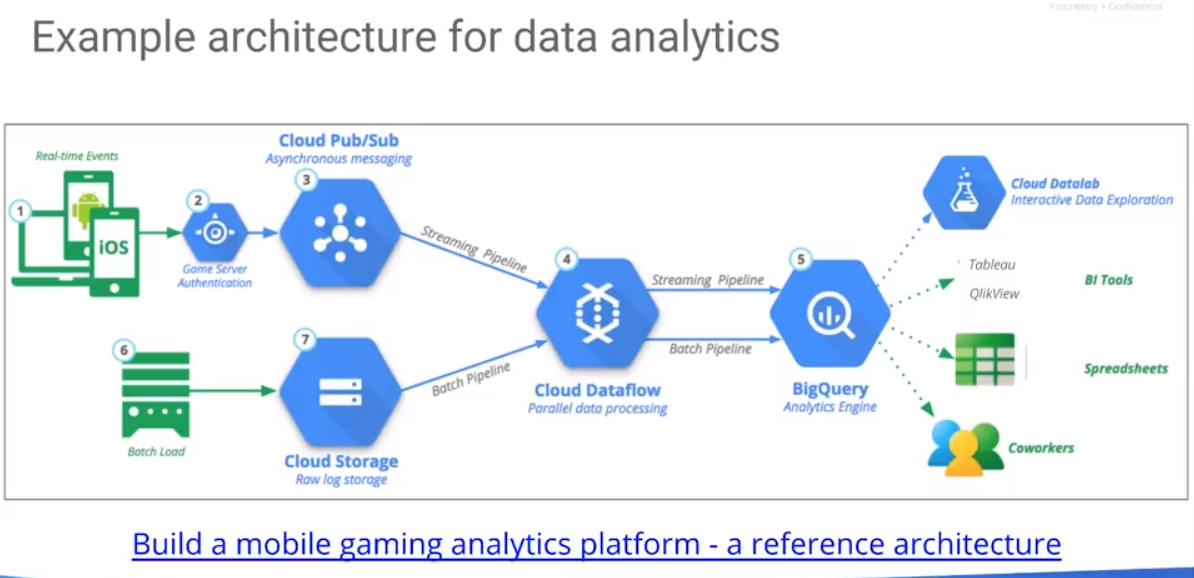 Proprietary + Confidential
Example architecture for data analytics
Real-time Events
1
iOS
2
Game Server
Authentication
Cloud Pub/Sub
Asynchronous messaging
3
Streaming Pipeline
6
Batch Load
7
Cloud Storage
Raw log storage
Batch Pipeline
4
Cloud Dataflow
Parallel data processing
Streaming Pipeline
Batch Pipeline
5
BigQuery
Analytics Engine
Cloud Datalab
Interactive Data Exploration
Tableau
QlikView
BI Tools
Spreadsheets
Coworkers
Build a mobile gaming analytics platform - a reference architecture